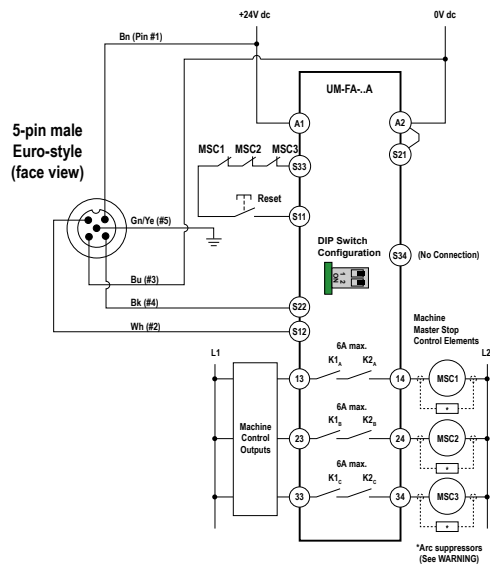 +24V dc
0V dc
Bn (Pin #1)
UM-FA-..A
5-pin male
Euro-style
(face view)
A1
A2
S21
MSC1 MSC2 MSC3
S33
Reset
S11
Gn/Ye (#5)
DIP Switch
Configuration
S34
(No Connection)
1 2
ON
Bu (#3)
Bk (#4)
S22
Wh (#2)
S12
Machine
Master Stop
Control Elements
L1
L2
6A max.
K1A K2A
13
14
MSC1
*
Machine
Control
Outputs
6A max.
K1B K2B
23
24
MSC2
*
6A max.
K1C K2C
33
34
MSC3
*
*Arc suppressors
(See WARNING)